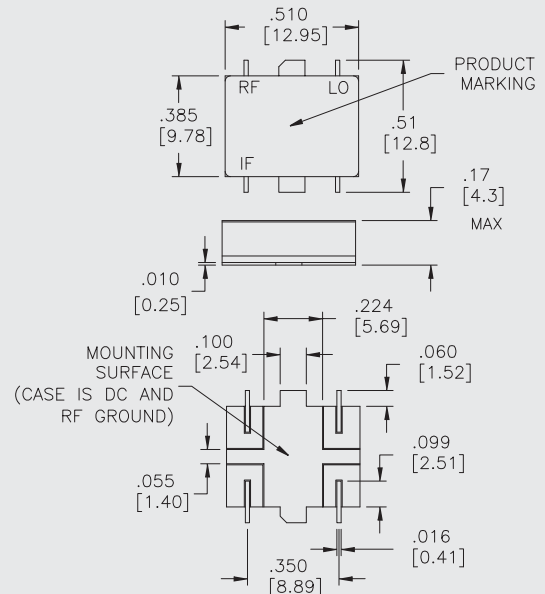 .510
[12.95]
PRODUCT
MARKING
RF
LO
.385
[9.78]
.51
[12.8]
IF
.17
[4.3]
MAX
.010
[0.25]
.224
[5.69]
.100
[2.54]
MOUNTING
SURFACE
(CASE IS DC AND
RF GROUND)
.060
[1.52]
.099
[2.51]
.055
[1.40]
.016
[0.41]
.350
[8.89]